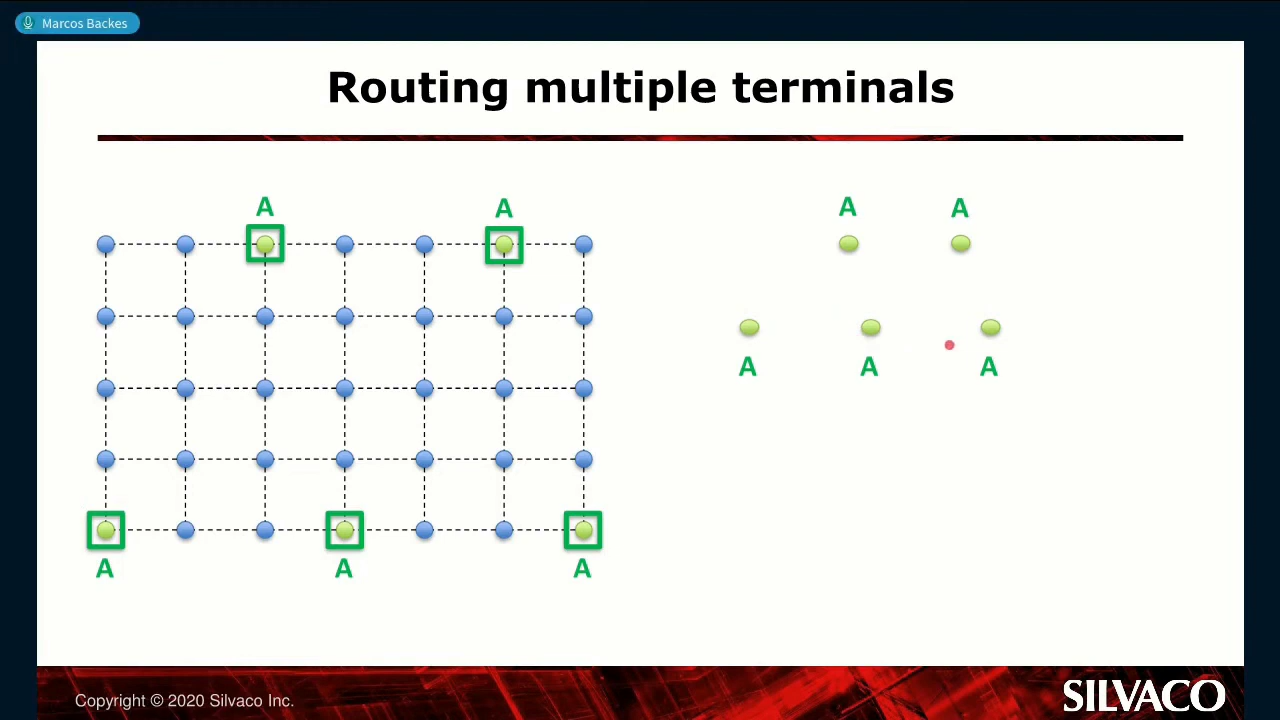 Marcos Backes
Routing multiple terminals
A A A A
A A A
A A A
Copyright © 2020 Silvaco Inc.
SILVACO